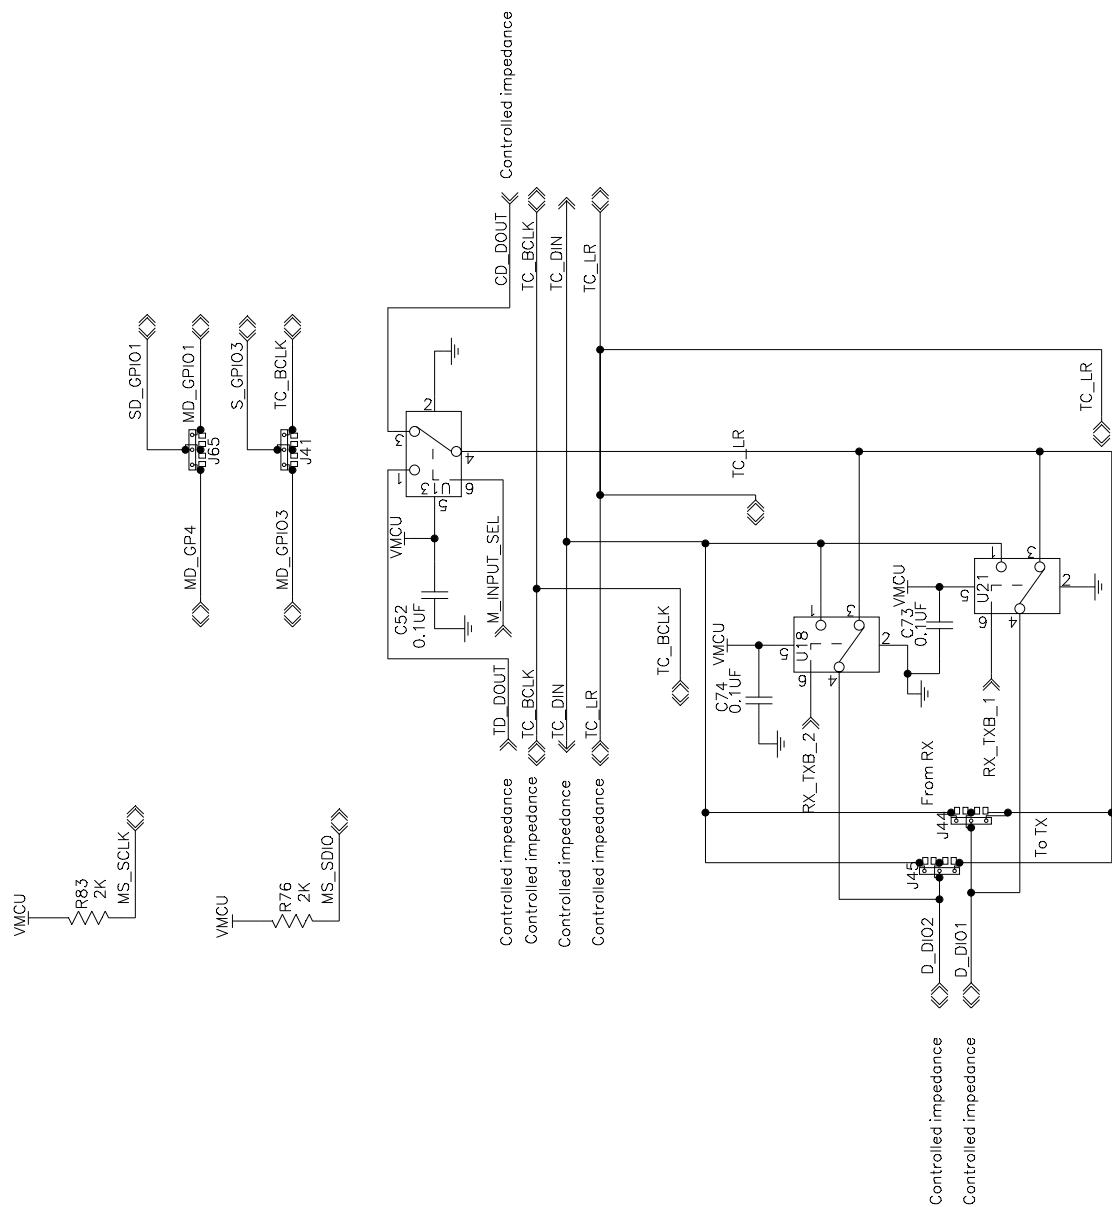 VMCU
R83
2K
MS_SCLK
VMCU
R76
2K
MS_SDIO
SD_GPIO1
MD_GPIO1
J65
MD_GP4
S_GPIO3
TC_BCLK
J41
MD_GPIO3
Controlled impedance
CD_DOUT
TC_BCLK
TC_DIN
TC_LR
2
3
4
1
U13
5
6
VMCU
C52
0.1UF
M_INPUT_SEL
TD_DOUT
TC_BCLK
TC_DIN
TC_LR
Controlled impedance
Controlled impedance
Controlled impedance
Controlled impedance
TC_LR
TC_LR
TC_BCLK
VMCU
C74
0.1UF
1
3
5
U18
2
6
4
RX_TXB_2
VMCU
C73
0.1UF
1
3
5
U21
2
6
4
RX_TXB_1
From RX
J44
To TX
J45
D_DIO2
D_DIO1
Controlled impedance
Controlled impedance